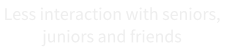 Less interaction with seniors,
juniors and friends